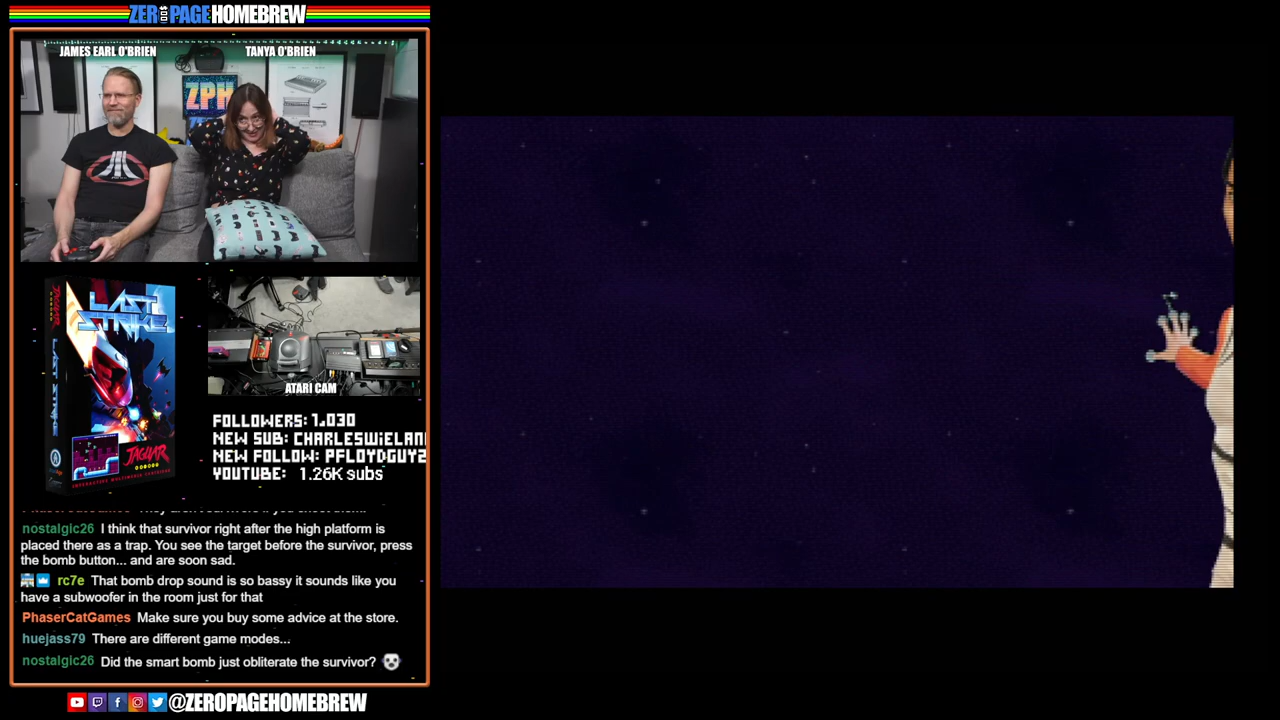 ZERO PAGE HOMEBREW
JAMES EARL O'BRIEN
TANYA O'BRIEN
ZPH
LAST STRIKE
LAST STRIKE
JAGUAR
INTERACTIVE MULTIMEDIA CARTRIDGE
ATARI CAM
FOLLOWERS: 1,030
NEW SUB: CHARLESWIELAN
NEW FOLLOW: PFLOYDGUY2
YOUTUBE: 1.26K subs
nostalgic26 I think that survivor right after the high platform is
placed there as a trap. You see the target before the survivor, press
the bomb button... and are soon sad.
rc7e That bomb drop sound is so bassy it sounds like you
have a subwoofer in the room just for that
PhaserCatGames Make sure you buy some advice at the store.
huejass79 There are different game modes...
nostalgic26 Did the smart bomb just obliterate the survivor?
@ZEROPAGEHOMEBREW